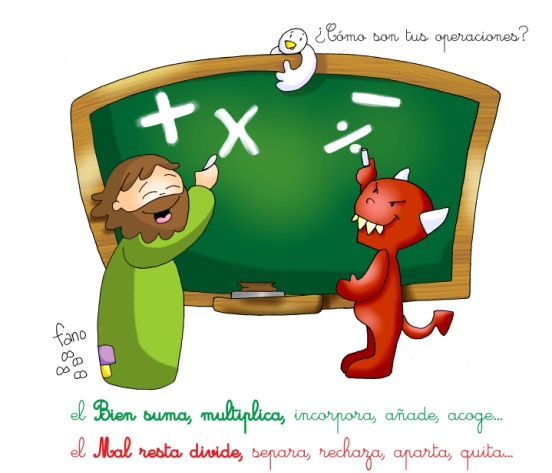 ¿Cómo son tus operaciones?
+ x - ÷
fano
el Bien suma, multiplica, incorpora, añade, acoge...
el Mal resta divide, separa, rechaza, aparta, quita...